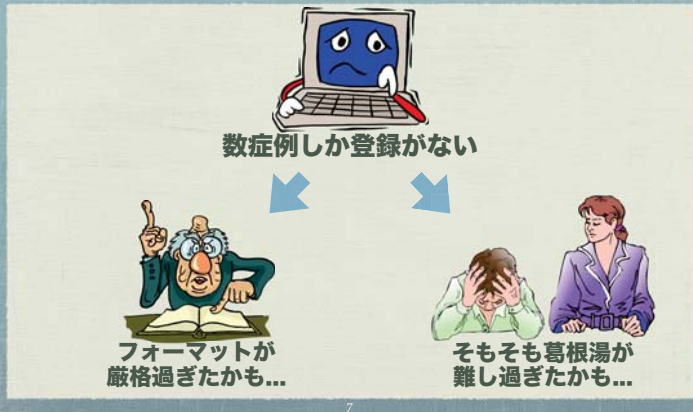 数症例しか登録がない
フォーマットが
厳格過ぎたかも...
そもそも葛根湯が
難し過ぎたかも...
7